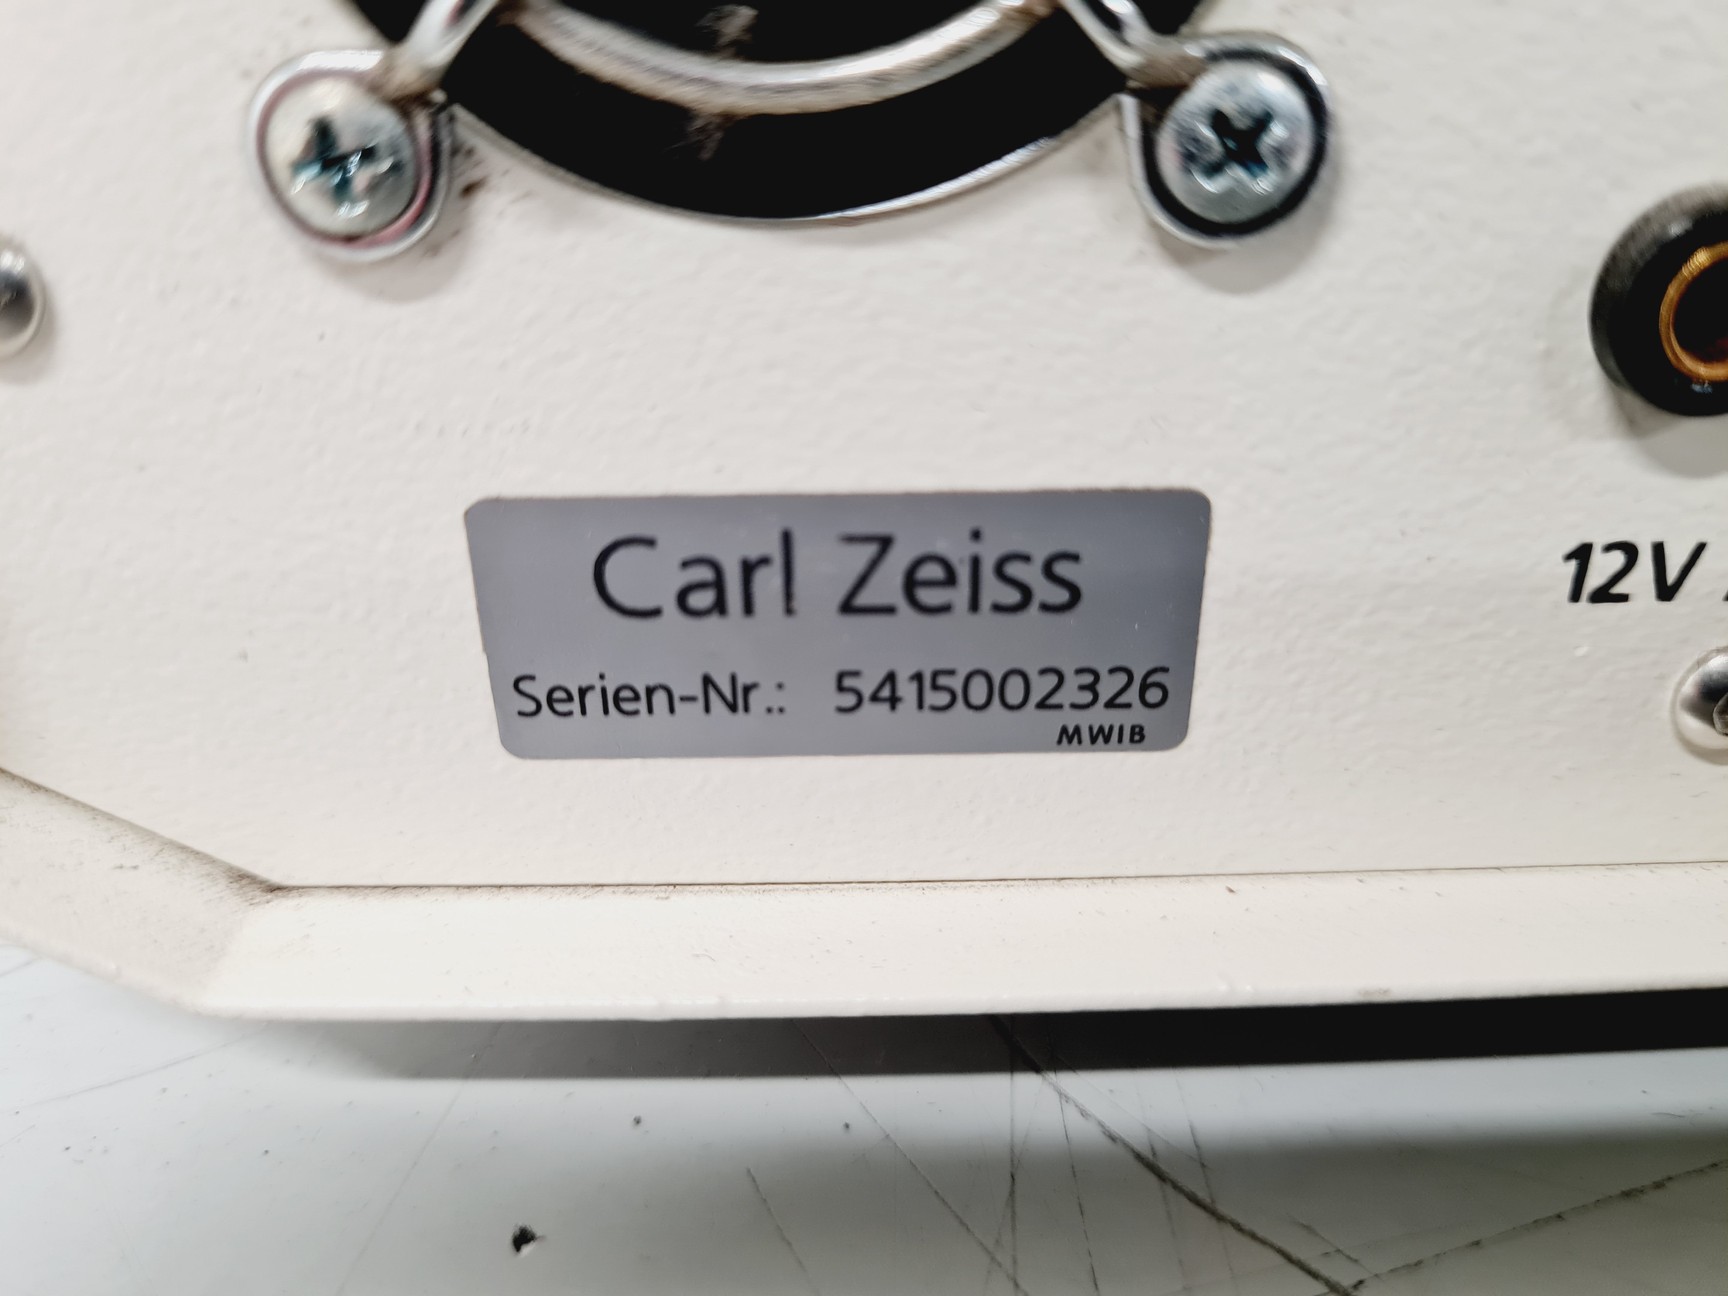 Carl Zeiss
Serien-Nr.: 5415002326
MWIB
12V